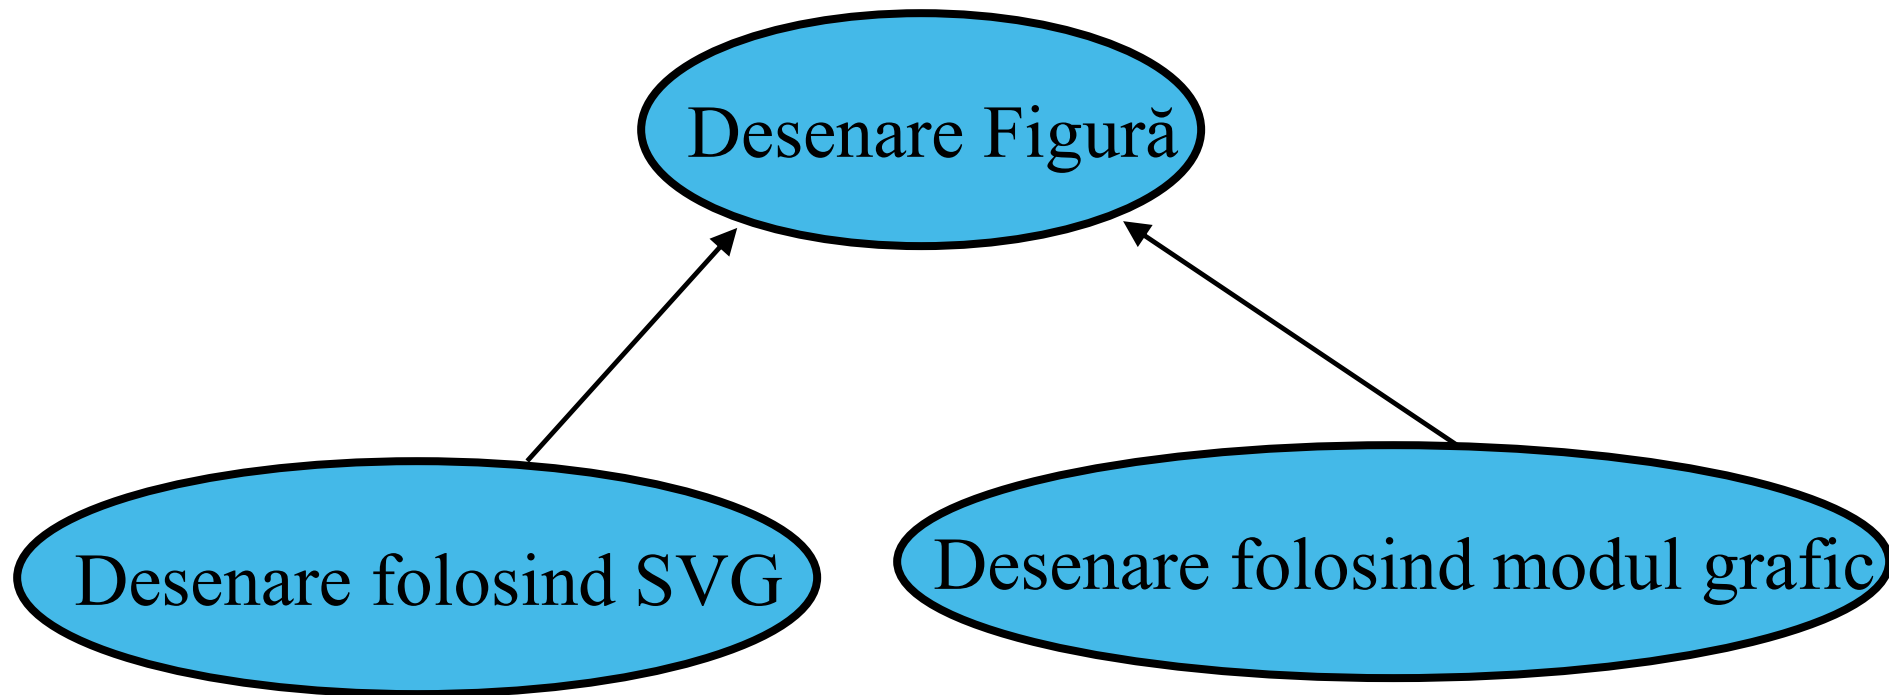 Desenare Figură
Desenare folosind SVG
Desenare folosind modul grafic